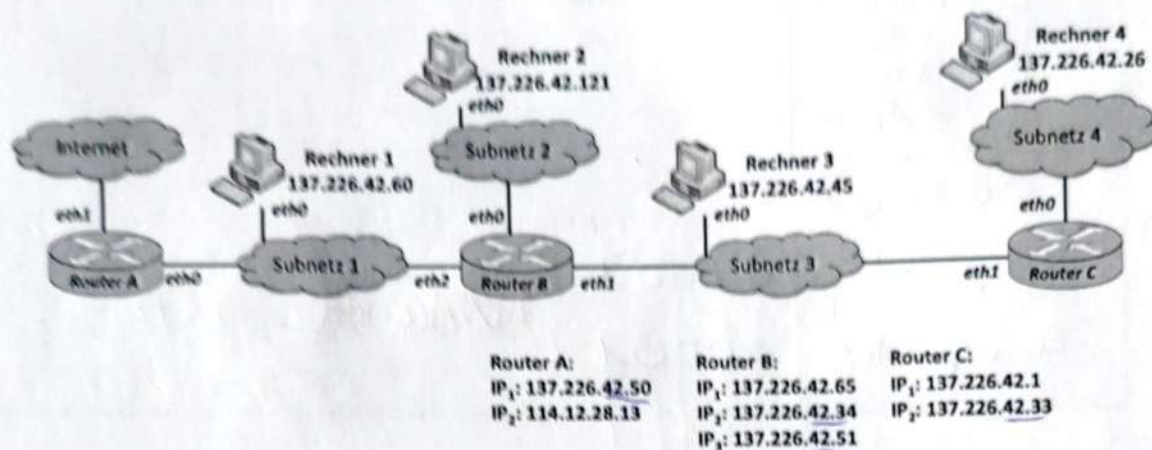 Rechner 4
137.226.42.26
eth0
Rechner 2
137.226.42.121
eth0
Subnetz 4
Internet
Subnetz 2
Rechner 1
137.226.42.60
eth0
Rechner 3
137.226.42.45
eth0
eth1
eth0
eth0
Router A
eth0
Subnetz 1
eth2
Router B
eth1
Subnetz 3
eth1
Router C
Router A:
IP₁: 137.226.42.50
IP₂: 114.12.28.13
Router B:
IP₁: 137.226.42.65
IP₂: 137.226.42.34
IP₃: 137.226.42.51
Router C:
IP₁: 137.226.42.1
IP₂: 137.226.42.33